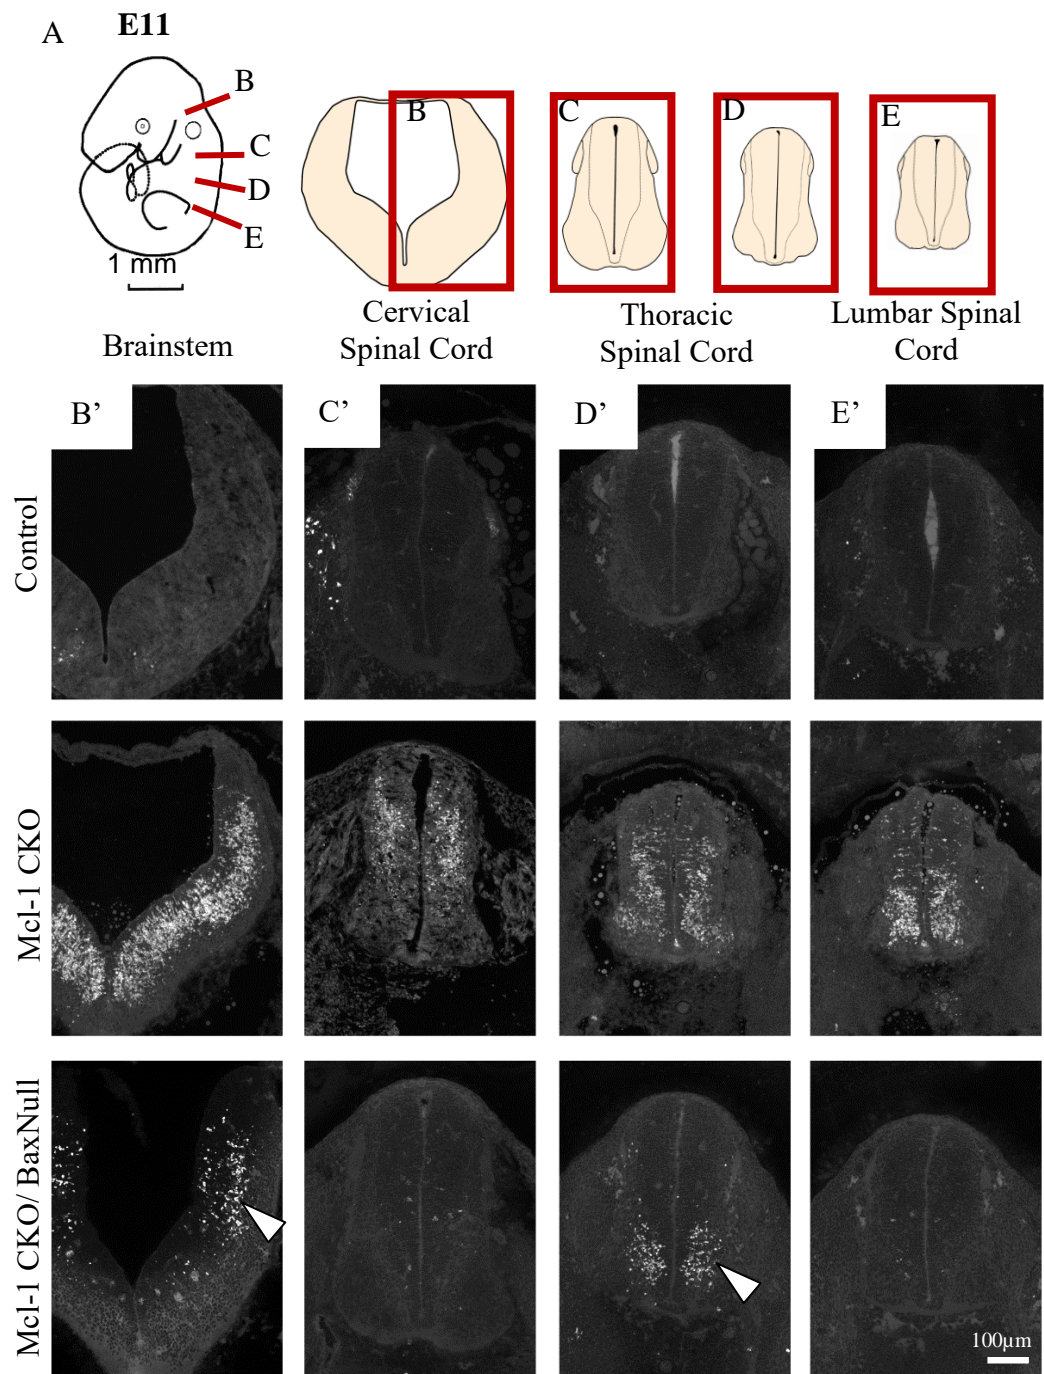 A
E11
B
C
D
E
1 mm
B
C
D
E
Brainstem
Cervical
Spinal Cord
Thoracic
Spinal Cord
Lumbar Spinal
Cord
B’
C’
D’
E’
Control
Mcl-1 CKO
Mcl-1 CKO/ BaxNull
100µm